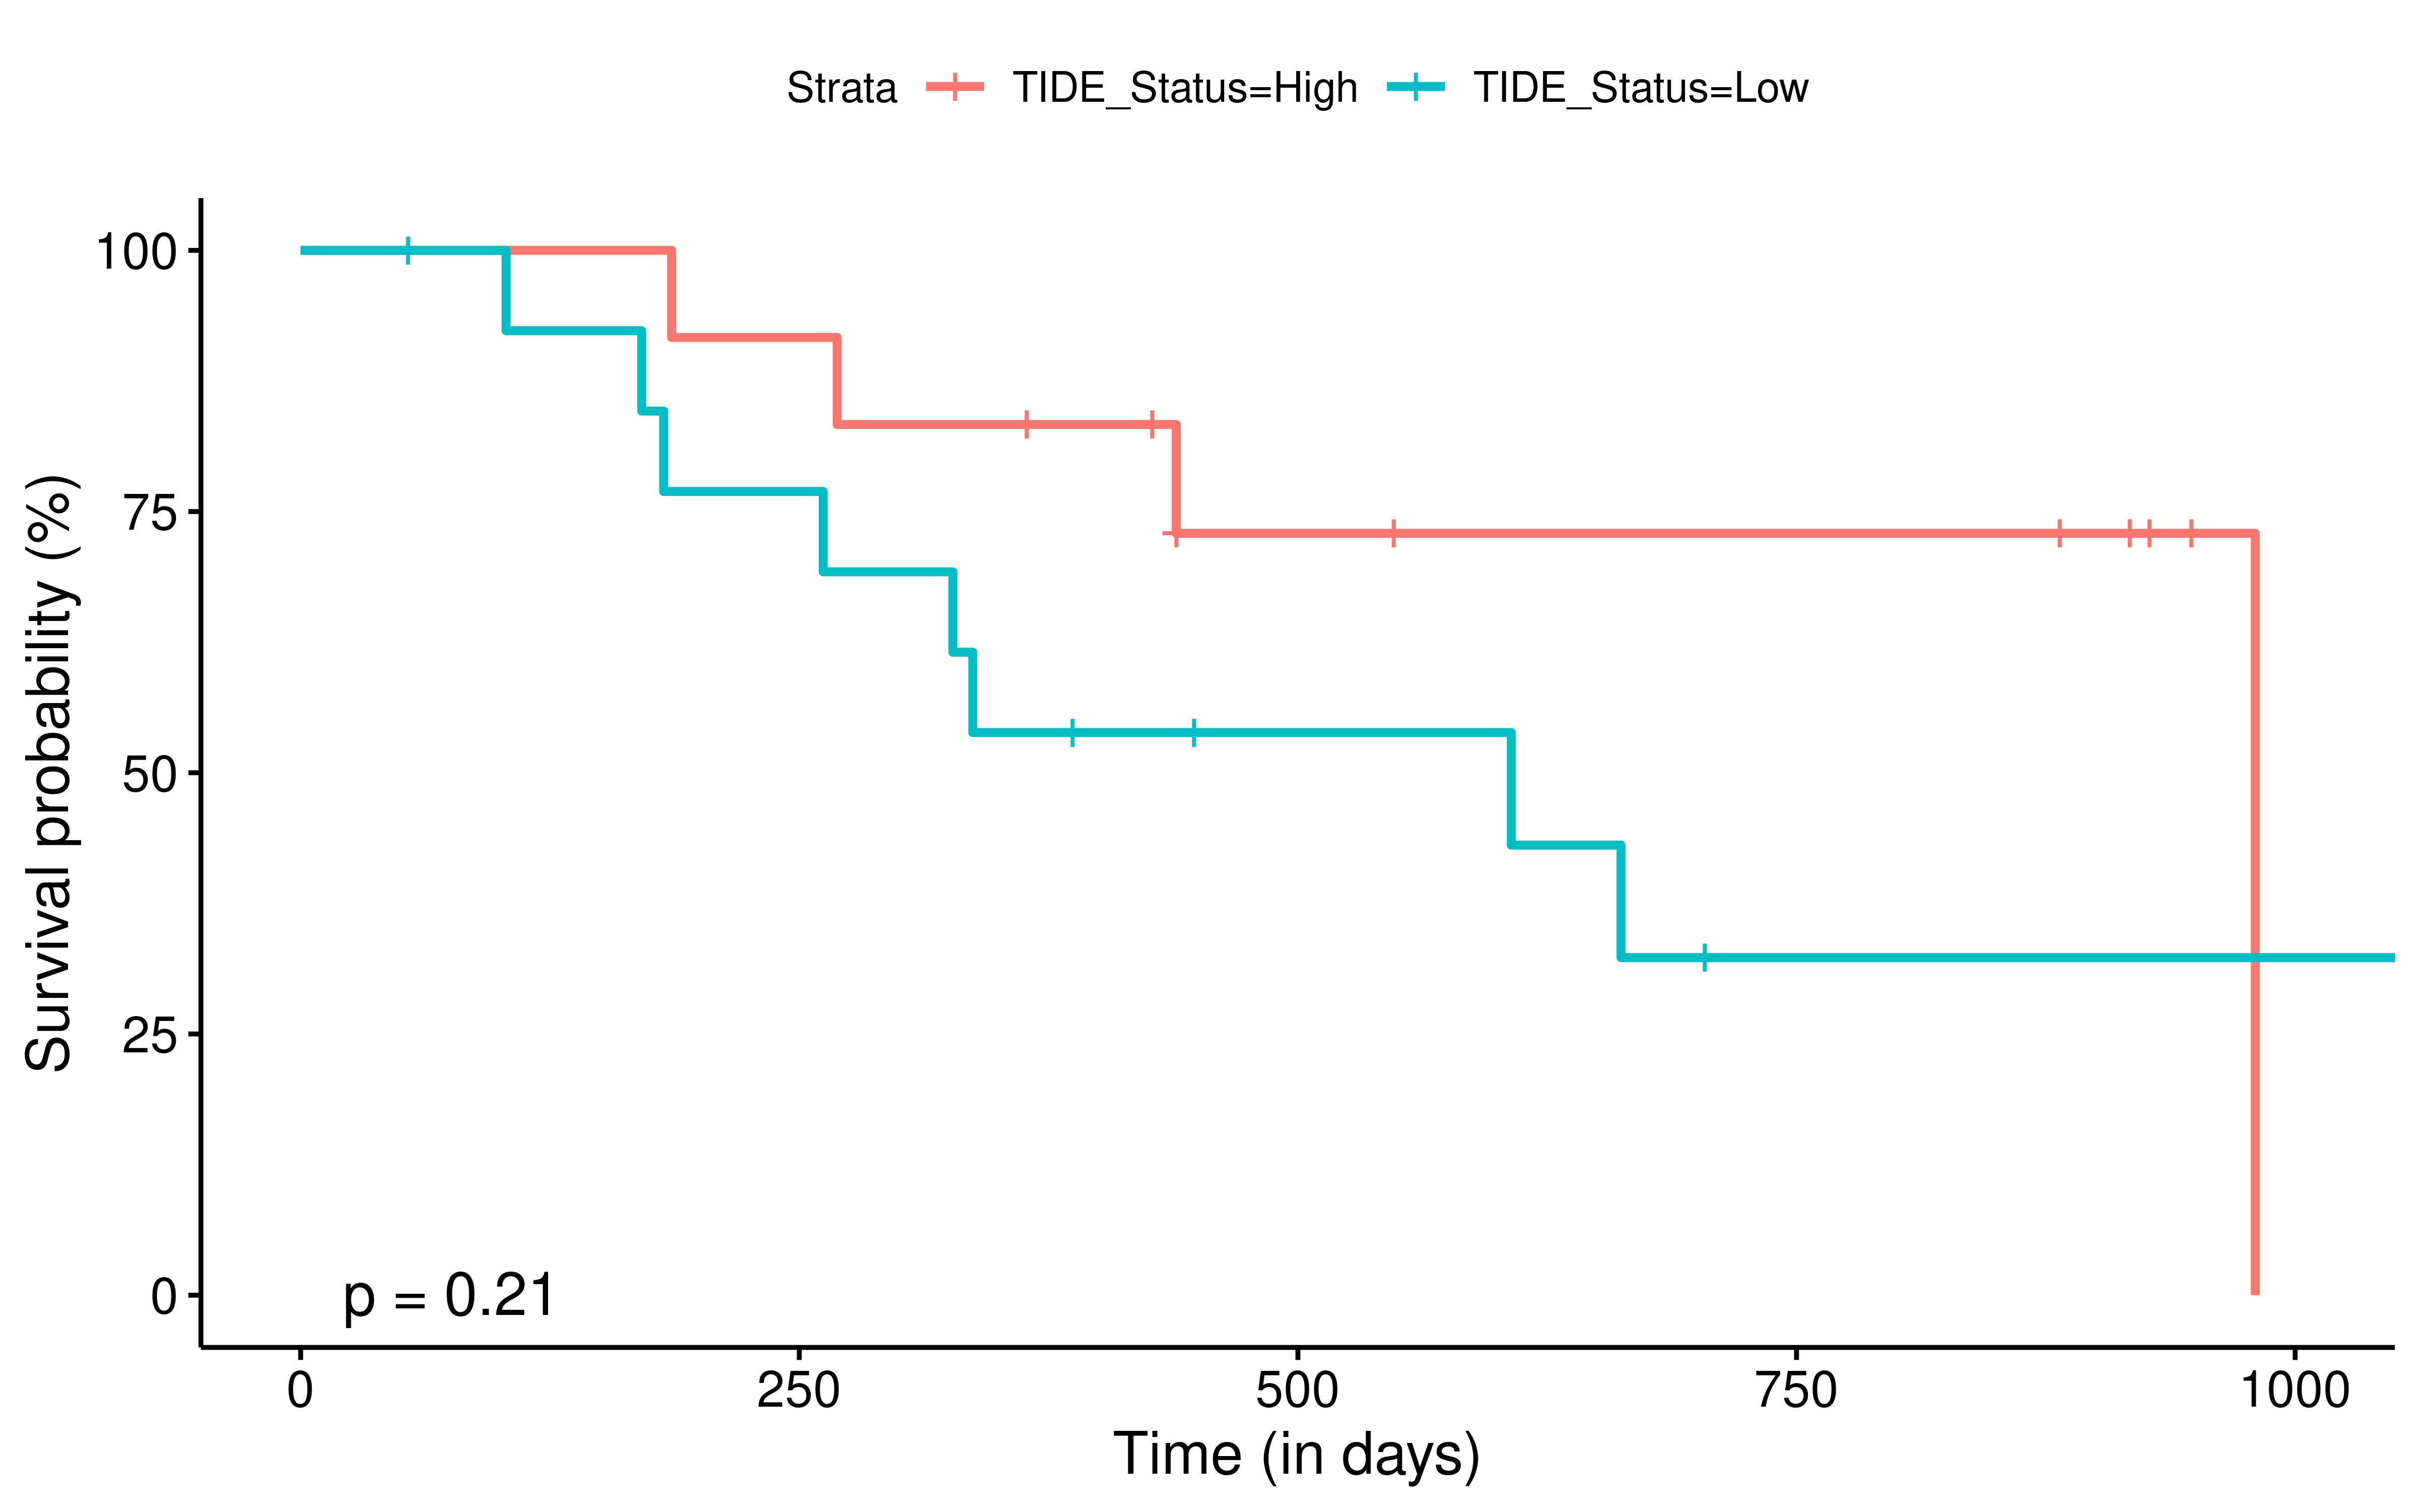 Strata TIDE_Status=High TIDE_Status=Low
Survival probability (%)
100
75
50
25
0
p = 0.21
0 250 500 750 1000
Time (in days)